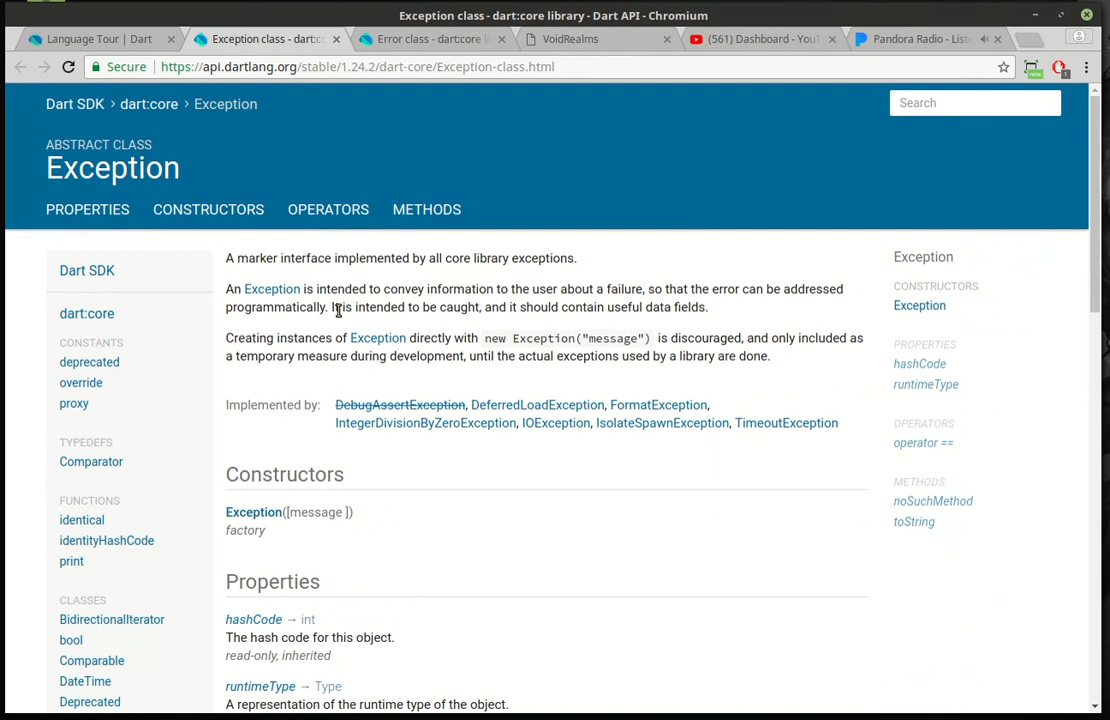 Exception class - dart:core library - Dart API - Chromium
Language Tour | Dart
Exception class - dart:co
Error class - dart:core li
VoidRealms
(561) Dashboard - YouT
Pandora Radio - Liste
Secure
https://api.dartlang.org/stable/1.24.2/dart-core/Exception-class.html
new
1
Dart SDK › dart:core › Exception
Search
ABSTRACT CLASS
Exception
PROPERTIES CONSTRUCTORS OPERATORS METHODS
Dart SDK
dart:core
CONSTANTS
deprecated
override
proxy
TYPEDEFS
Comparator
FUNCTIONS
identical
identityHashCode
print
CLASSES
BidirectionalIterator
bool
Comparable
DateTime
Deprecated
A marker interface implemented by all core library exceptions.
An Exception is intended to convey information to the user about a failure, so that the error can be addressed
programmatically. It is intended to be caught, and it should contain useful data fields.
Creating instances of Exception directly with new Exception("message") is discouraged, and only included as
a temporary measure during development, until the actual exceptions used by a library are done.
Implemented by: DebugAssertException, DeferredLoadException, FormatException,
IntegerDivisionByZeroException, IOException, IsolateSpawnException, TimeoutException
Constructors
Exception([message ])
factory
Properties
hashCode → int
The hash code for this object.
read-only, inherited
runtimeType → Type
A representation of the runtime type of the object.
Exception
CONSTRUCTORS
Exception
PROPERTIES
hashCode
runtimeType
OPERATORS
operator ==
METHODS
noSuchMethod
toString